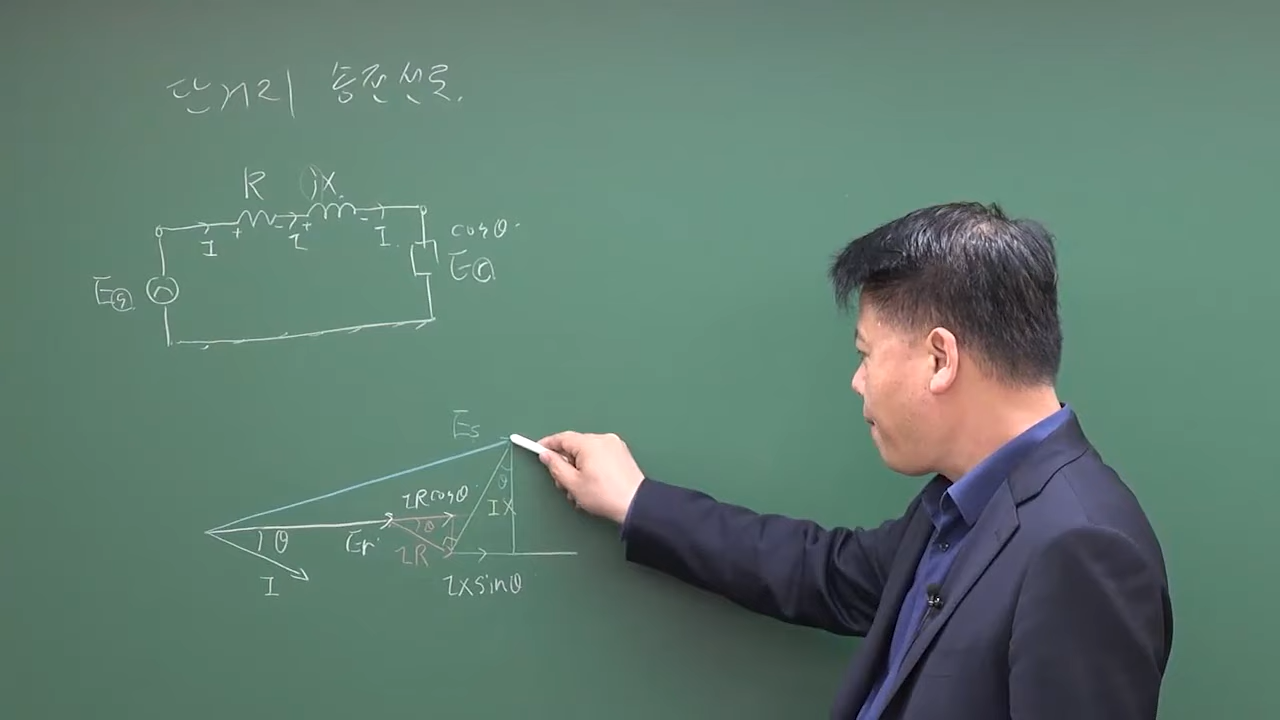 단거리 송전선로.
R jX.
I + - I + - I.
cosθ.
Es Er
Es
IRcosθ
θ
IX
θ Er θ
IR
I
IXsinθ